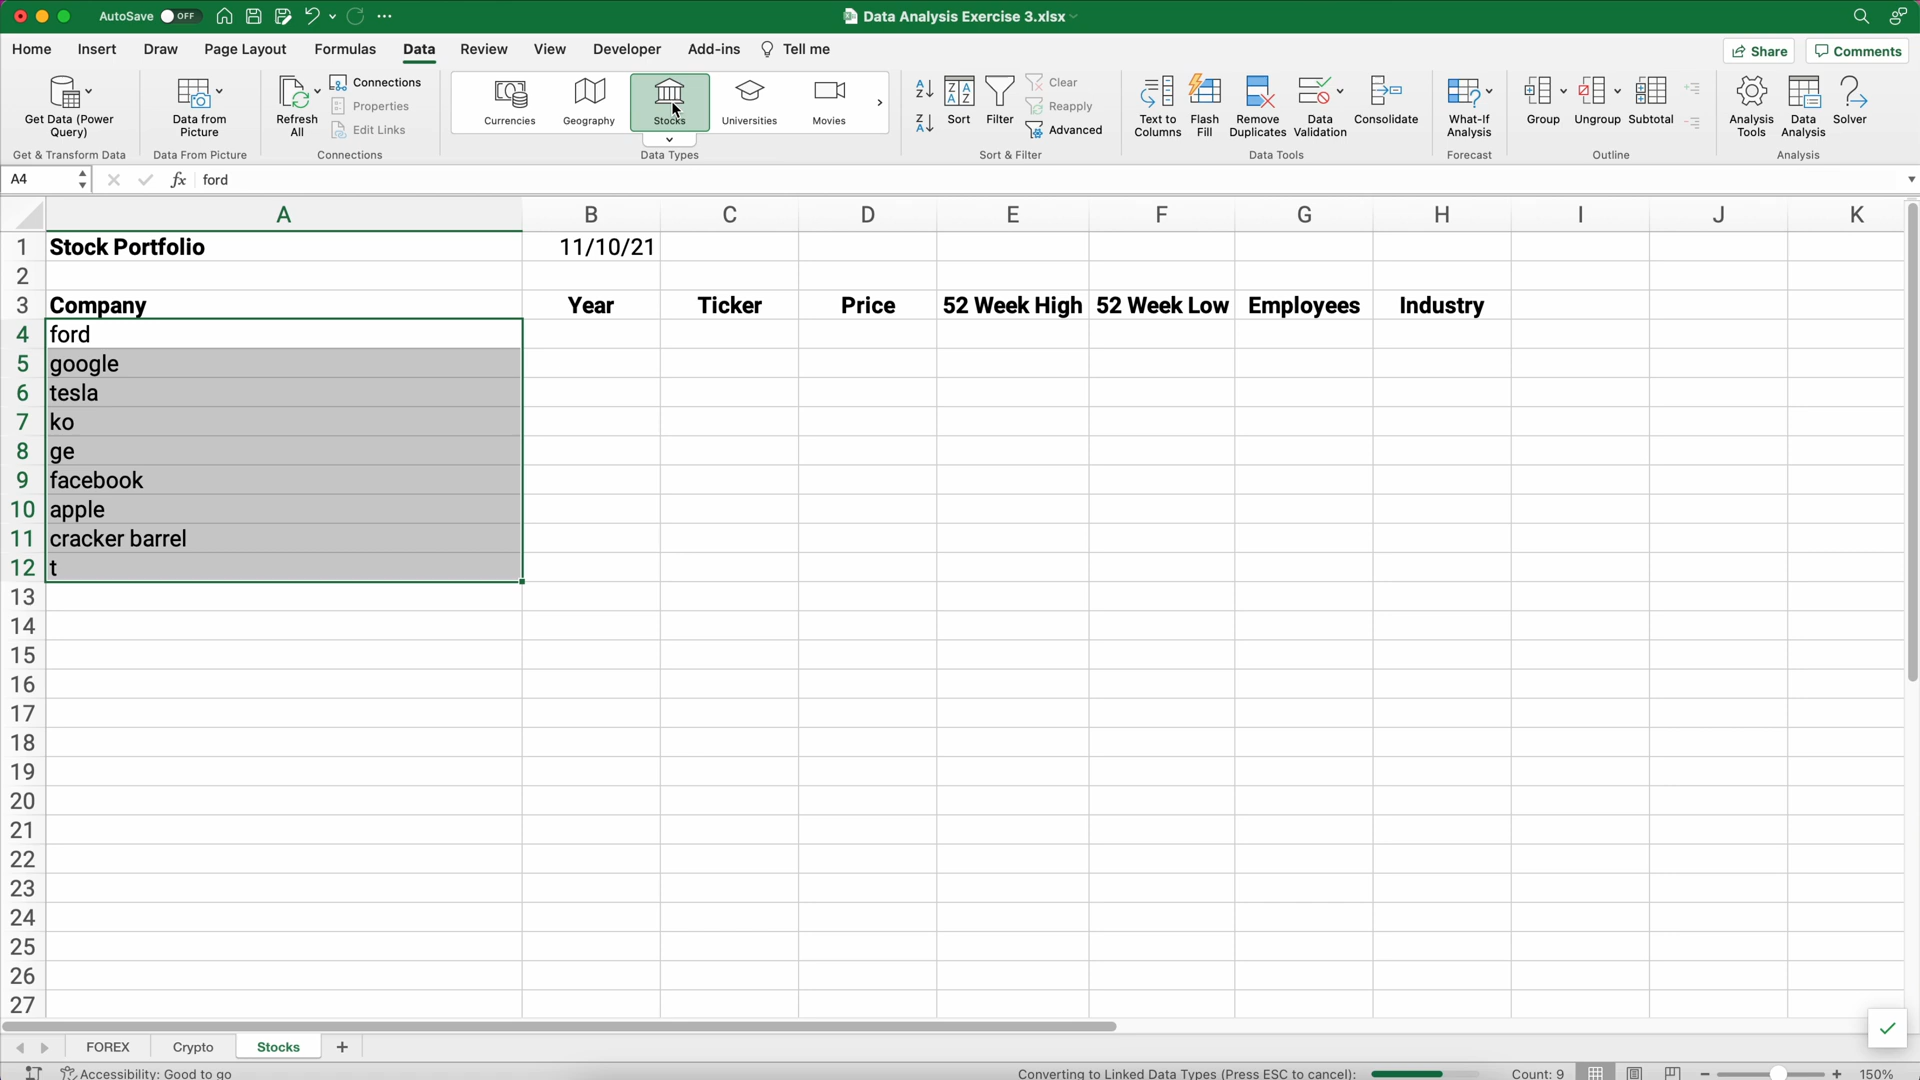 AutoSave OFF
Data Analysis Exercise 3.xlsx
Home Insert Draw Page Layout Formulas Data Review View Developer Add-ins Tell me Share Comments
Get Data (Power Query)
Get & Transform Data
Data from Picture
Data From Picture
Refresh All
Connections
Properties
Edit Links
Connections
Currencies Geography Stocks Universities Movies
Data Types
Sort Filter
Clear
Reapply
Advanced
Sort & Filter
Text to Columns
Flash Fill
Remove Duplicates
Data Validation
Consolidate
Data Tools
What-If Analysis
Forecast
Group Ungroup Subtotal
Outline
Analysis Tools
Data Analysis
Solver
Analysis
A4 fx ford
A B C D E F G H I J K
1 Stock Portfolio 11/10/21
2
3 Company Year Ticker Price 52 Week High 52 Week Low Employees Industry
4 ford
5 google
6 tesla
7 ko
8 ge
9 facebook
10 apple
11 cracker barrel
12 t
13
14
15
16
17
18
19
20
21
22
23
24
25
26
27
FOREX Crypto Stocks +
Accessibility: Good to go Converting to Linked Data Types (Press ESC to cancel): Count: 9 150%